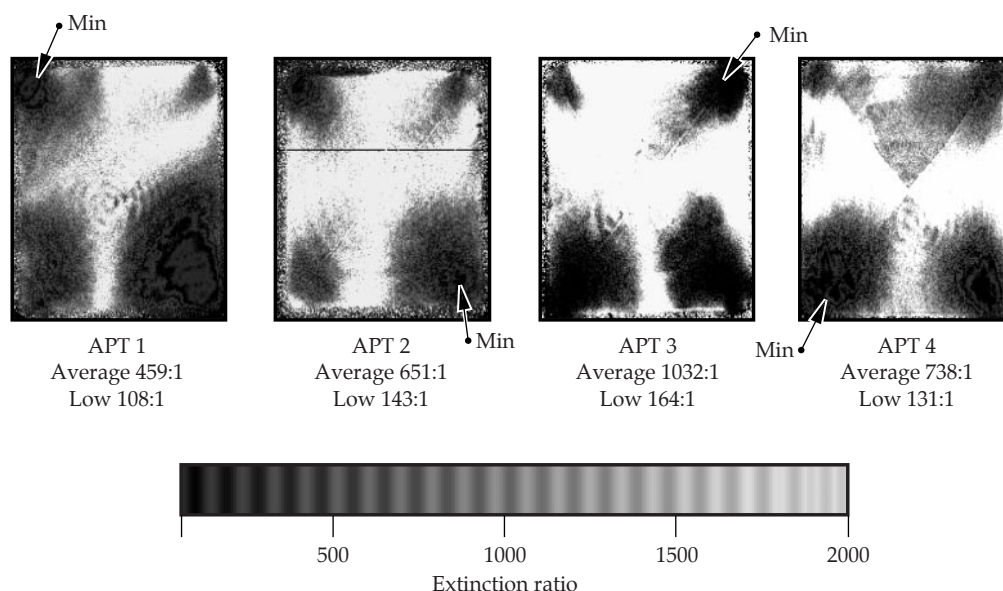 Min
Min
Min
Min
APT 1
Average 459:1
Low 108:1
APT 2
Average 651:1
Low 143:1
APT 3
Average 1032:1
Low 164:1
APT 4
Average 738:1
Low 131:1
500
1000
1500
2000
Extinction ratio